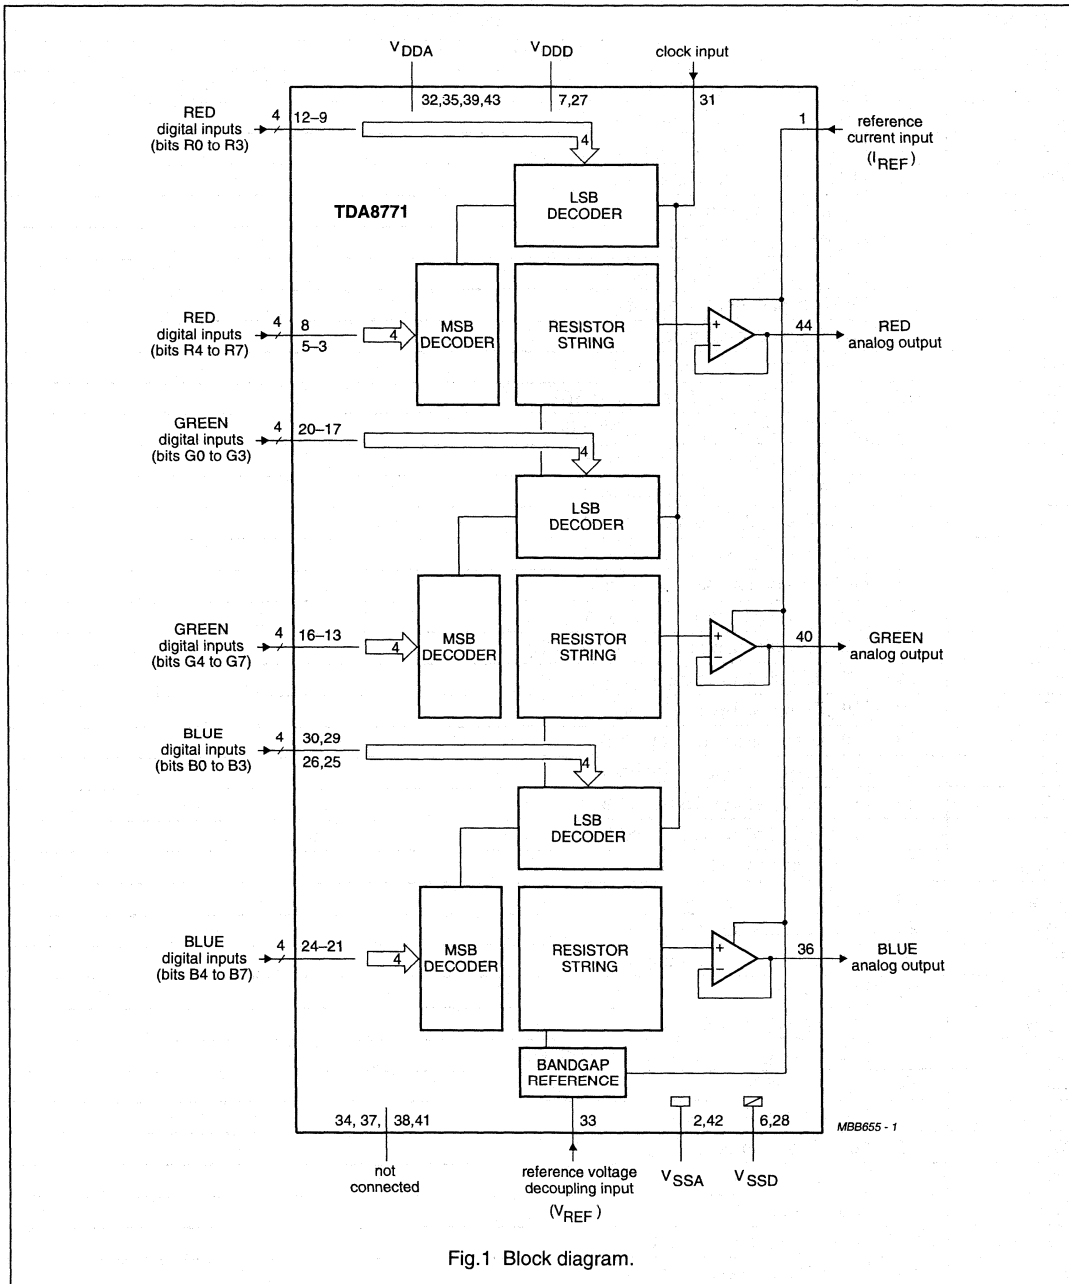 VDDA
VDDD
clock input
32,35,39,43
7,27
31
RED
digital inputs
(bits R0 to R3)
4
12–9
4
1
reference
current input
(IREF)
TDA8771
LSB
DECODER
RED
digital inputs
(bits R4 to R7)
4
8
5–3
4
MSB
DECODER
RESISTOR
STRING
+
−
44
RED
analog output
GREEN
digital inputs
(bits G0 to G3)
4
20–17
4
LSB
DECODER
GREEN
digital inputs
(bits G4 to G7)
4
16–13
4
MSB
DECODER
RESISTOR
STRING
+
−
40
GREEN
analog output
BLUE
digital inputs
(bits B0 to B3)
4
30,29
26,25
4
LSB
DECODER
BLUE
digital inputs
(bits B4 to B7)
4
24–21
4
MSB
DECODER
RESISTOR
STRING
+
−
36
BLUE
analog output
BANDGAP
REFERENCE
34, 37, 38,41
33
2,42
6,28
MBB655 - 1
not
connected
reference voltage
decoupling input
(VREF)
VSSA
VSSD
Fig.1 Block diagram.